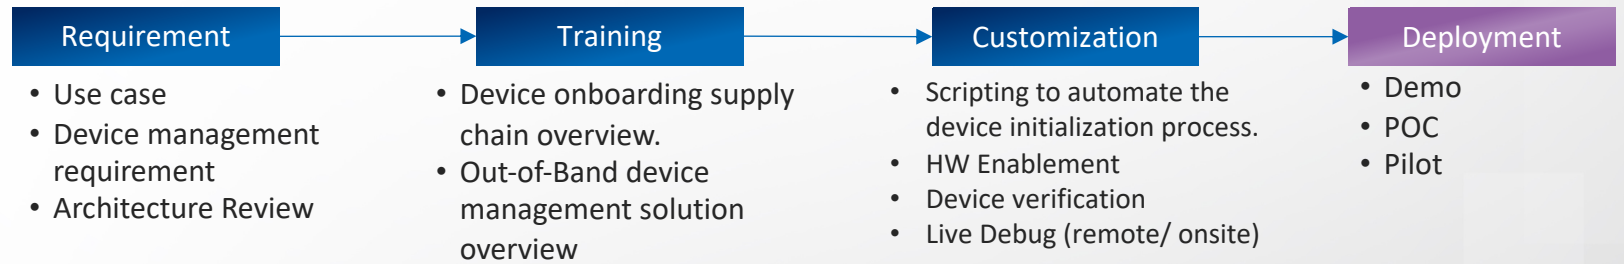 Requirement
• Use case
• Device management
requirement
• Architecture Review
Training
• Device onboarding supply
chain overview.
• Out-of-Band device
management solution
overview
Customization
• Scripting to automate the
device initialization process.
• HW Enablement
• Device verification
• Live Debug (remote/ onsite)
Deployment
• Demo
• POC
• Pilot